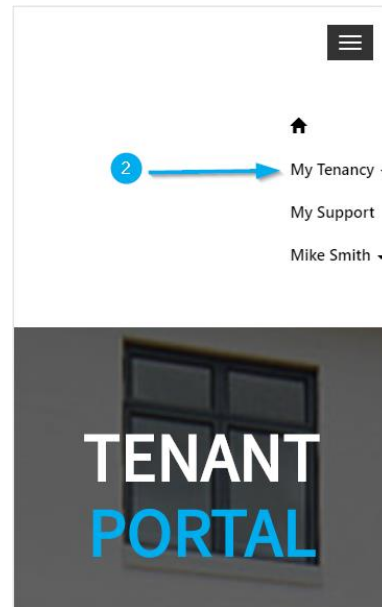 2
My Tenancy
My Support
Mike Smith
TENANT
PORTAL